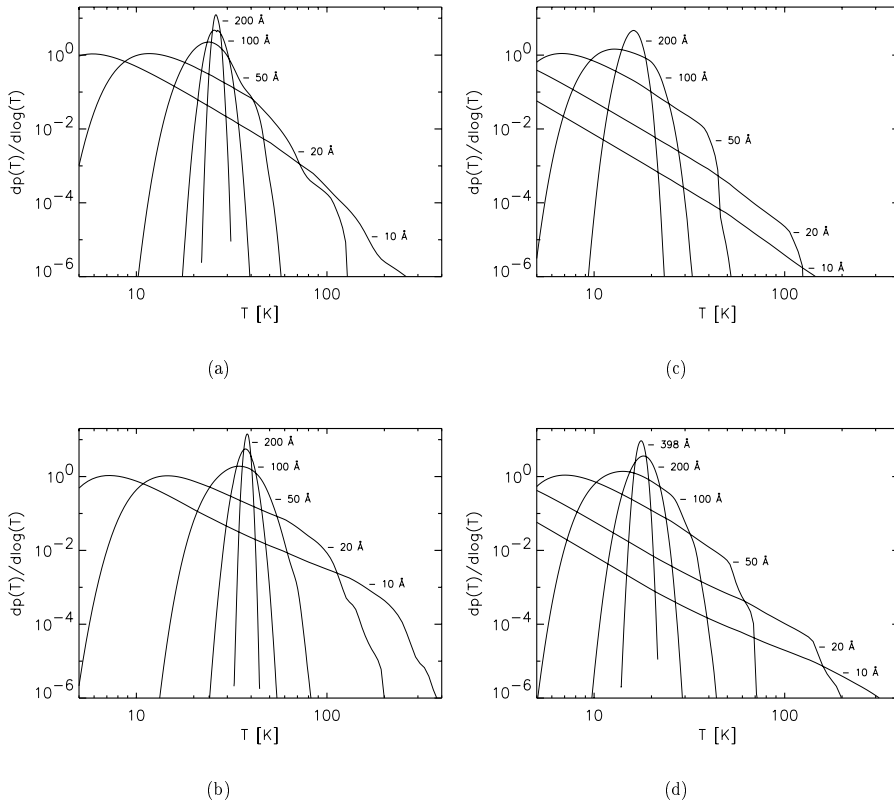 dp(T)/dlog(T)
10^0
10^-2
10^-4
10^-6
200 Å
100 Å
50 Å
20 Å
10 Å
10
100
T [K]
(a)
dp(T)/dlog(T)
10^0
10^-2
10^-4
10^-6
200 Å
100 Å
50 Å
20 Å
10 Å
10
100
T [K]
(c)
dp(T)/dlog(T)
10^0
10^-2
10^-4
10^-6
200 Å
100 Å
50 Å
20 Å
10 Å
10
100
T [K]
(b)
dp(T)/dlog(T)
10^0
10^-2
10^-4
10^-6
398 Å
200 Å
100 Å
50 Å
20 Å
10 Å
10
100
T [K]
(d)